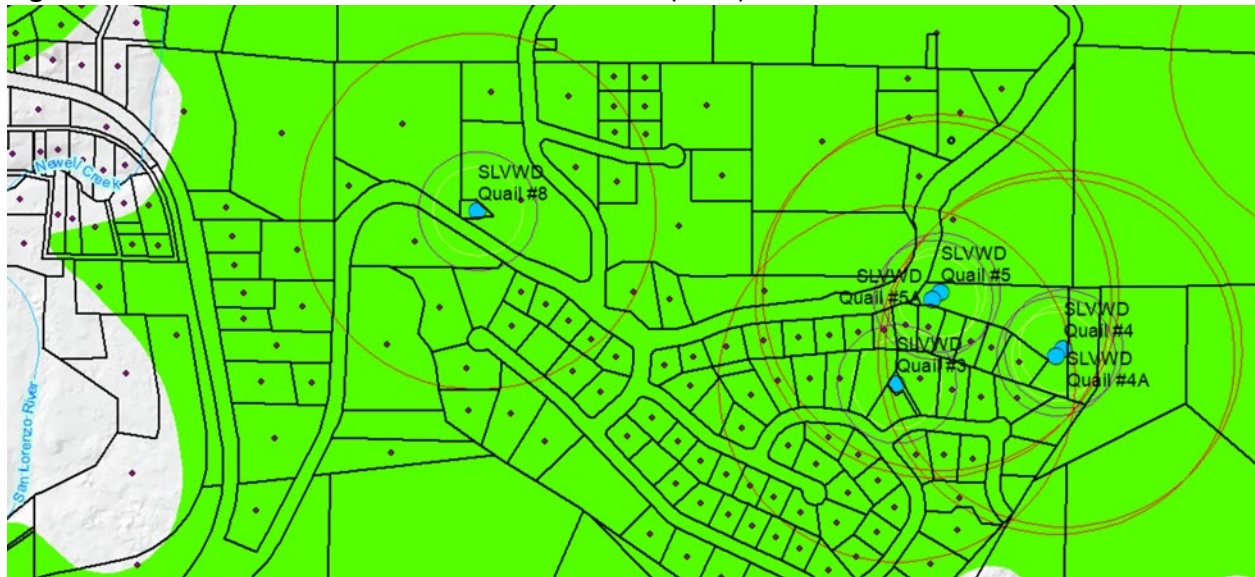 SLVWD
Quail #8
Newell Creek
SLVWD
Quail #5
SLVWD
Quail #5A
SLVWD
Quail #4
SLVWD
Quail #3
SLVWD
Quail #4A
San Lorenzo River